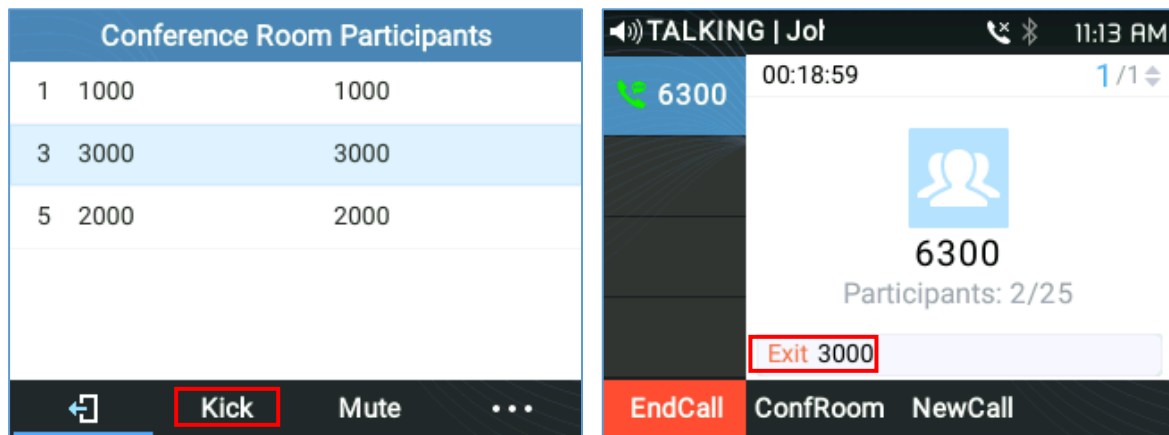 Conference Room Participants
1 1000 1000
3 3000 3000
5 2000 2000
Kick Mute ...
TALKING | Joh 11:13 AM
6300 00:18:59 1/1
6300
Participants: 2/25
Exit 3000
EndCall ConfRoom NewCall